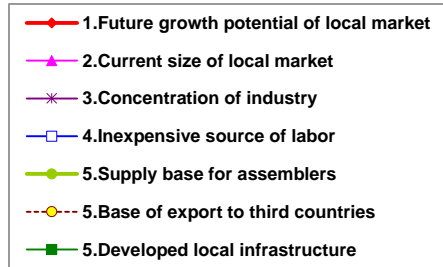 1.Future growth potential of local market
2.Current size of local market
3.Concentration of industry
4.Inexpensive source of labor
5.Supply base for assemblers
5.Base of export to third countries
5.Developed local infrastructure